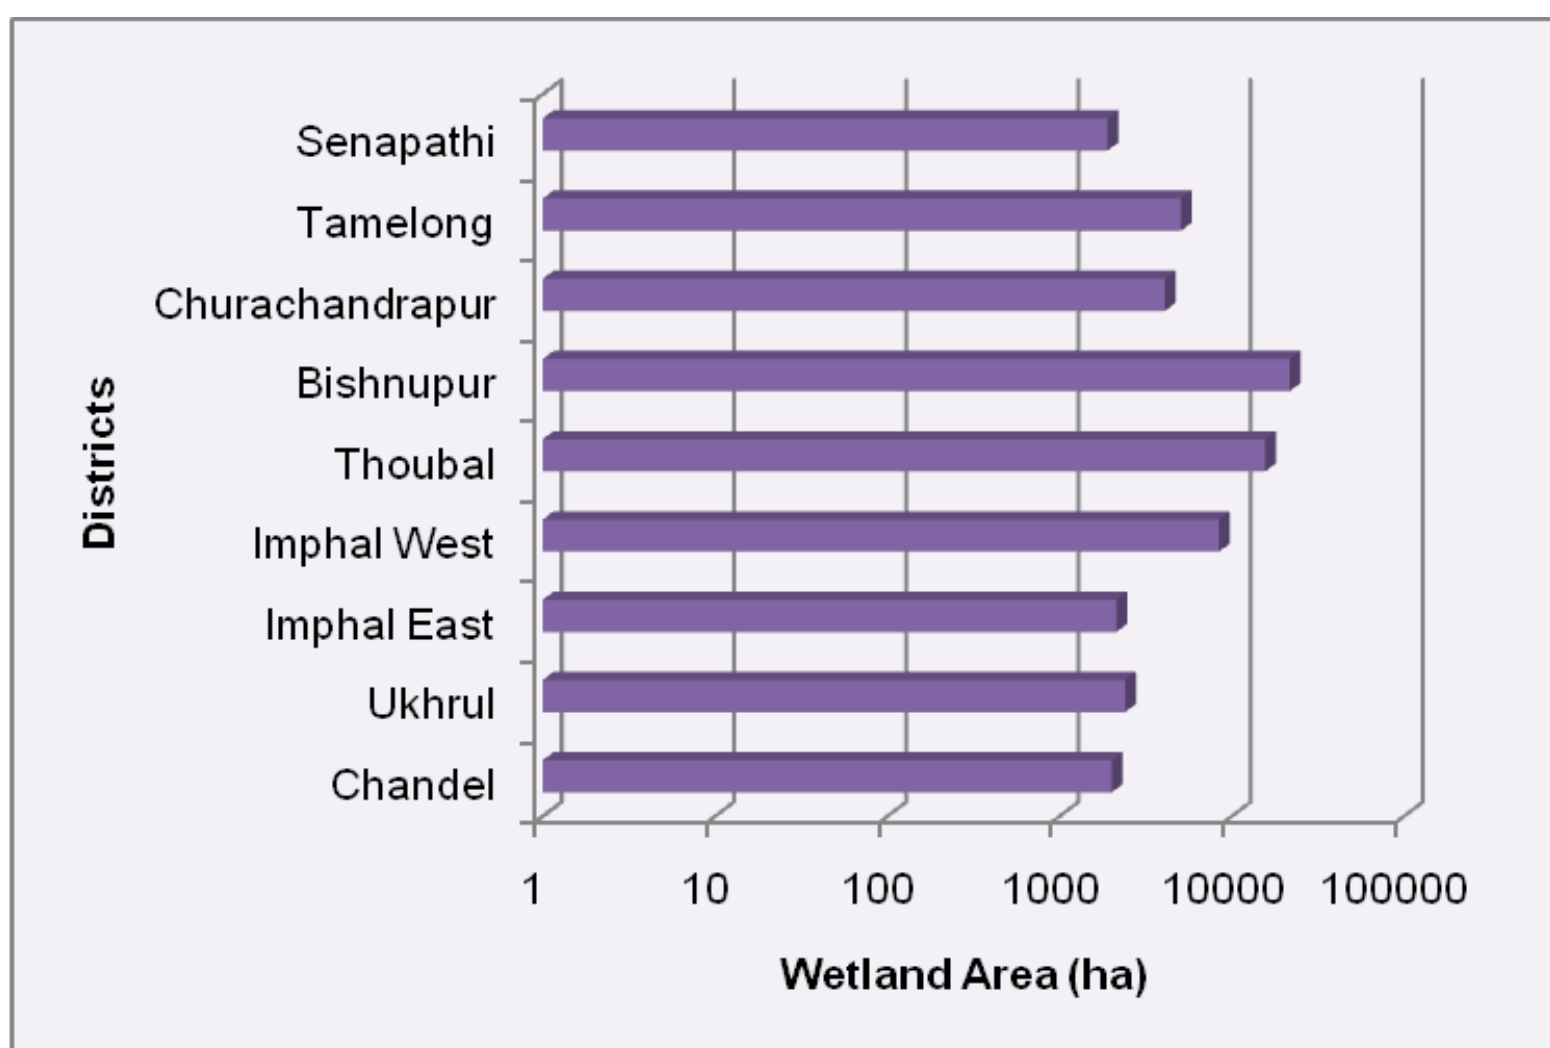 Senapathi
Tamelong
Churachandrapur
Bishnupur
Thoubal
Imphal West
Imphal East
Ukhrul
Chandel
Districts
1 10 100 1000 10000 100000
Wetland Area (ha)